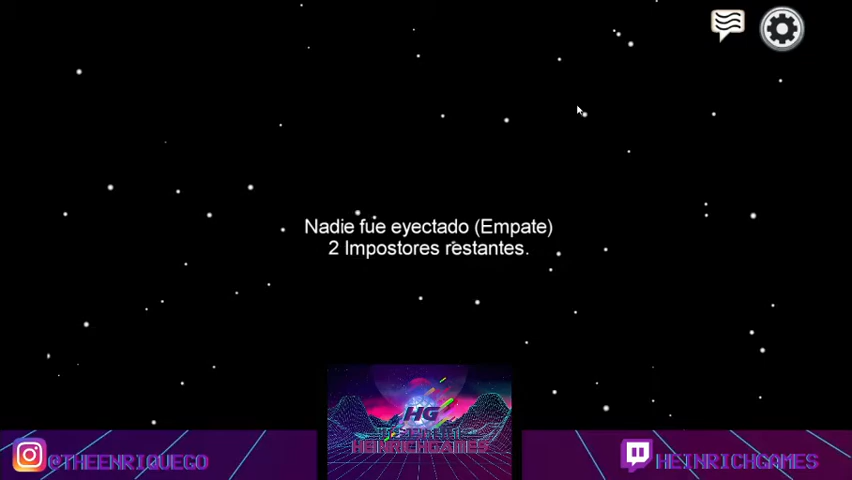 Nadie fue eyectado (Empate)
2 Impostores restantes.
HG
HEINRICHGAMES
@THEENRIQUEGO
HEINRICHGAMES